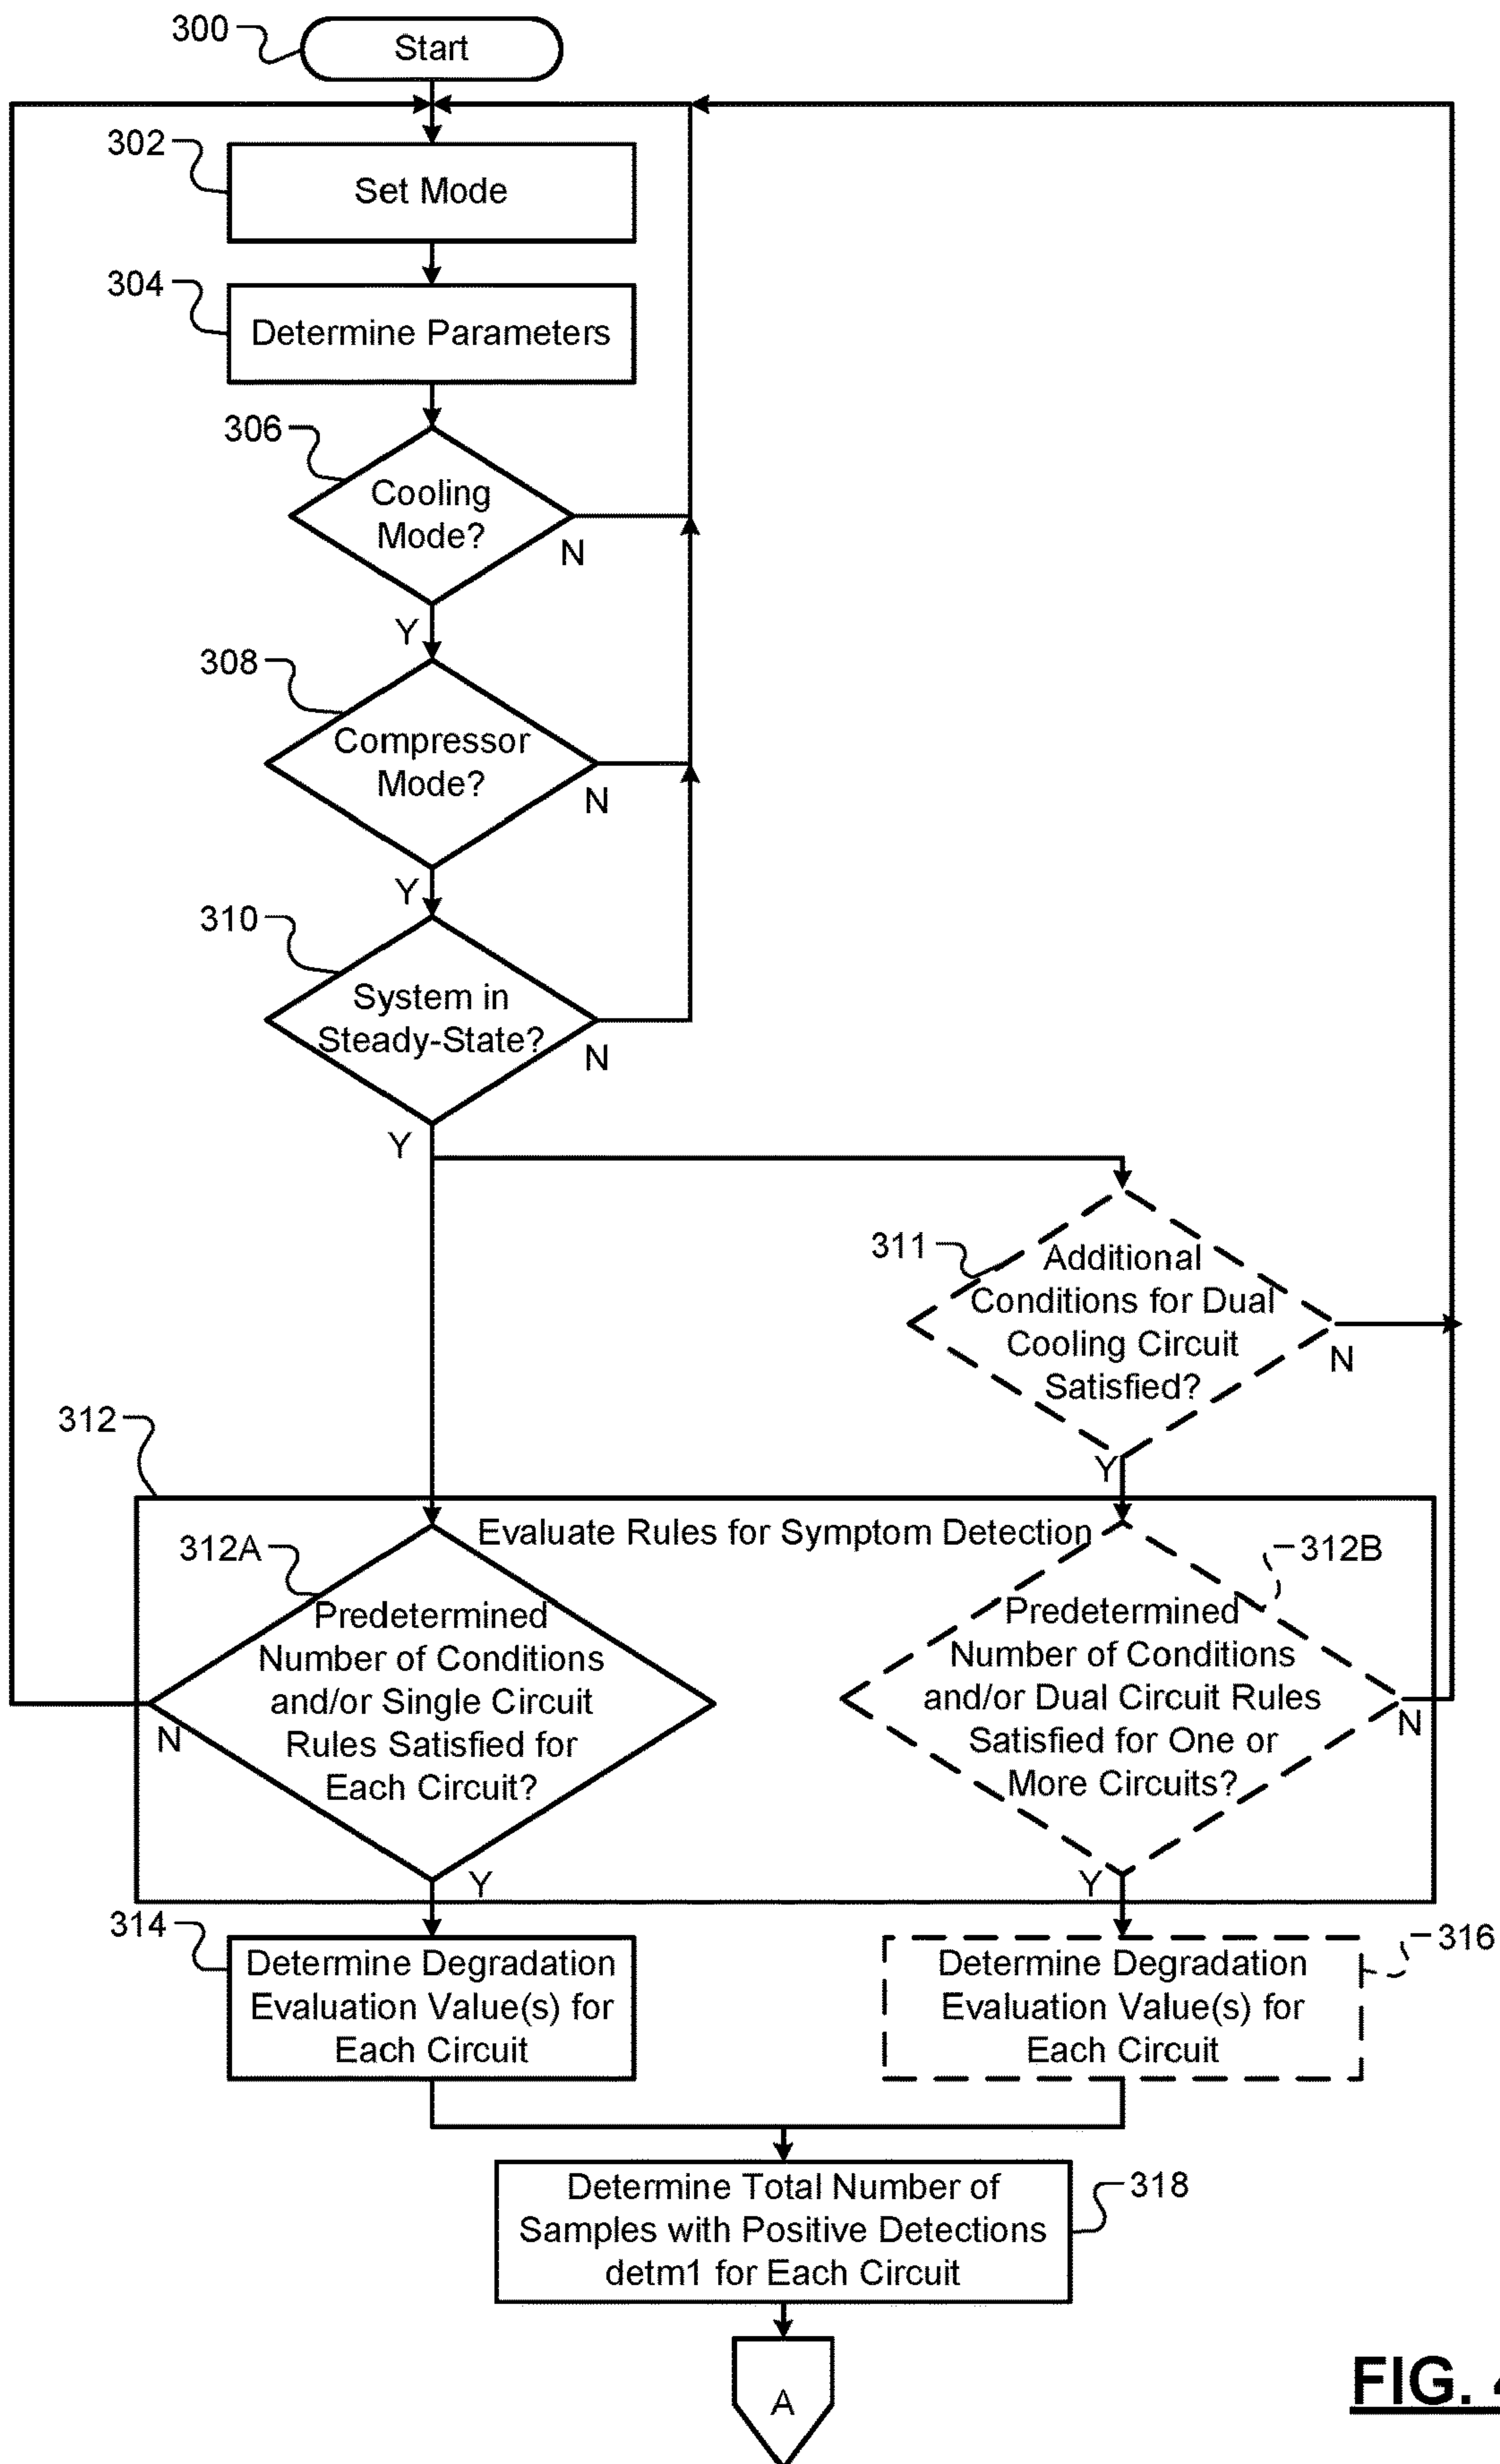 300
Start
302
Set Mode
304
Determine Parameters
306
Cooling
Mode?
N
Y
308
Compressor
Mode?
N
Y
310
System in
Steady-State?
N
Y
311
Additional
Conditions for Dual
Cooling Circuit
Satisfied?
N
Y
312
Evaluate Rules for Symptom Detection
312A
Predetermined
Number of Conditions
and/or Single Circuit
Rules Satisfied for
Each Circuit?
N
Y
312B
Predetermined
Number of Conditions
and/or Dual Circuit Rules
Satisfied for One or
More Circuits?
N
Y
314
Determine Degradation
Evaluation Value(s) for
Each Circuit
316
Determine Degradation
Evaluation Value(s) for
Each Circuit
318
Determine Total Number of
Samples with Positive Detections
detm1 for Each Circuit
A
FIG.